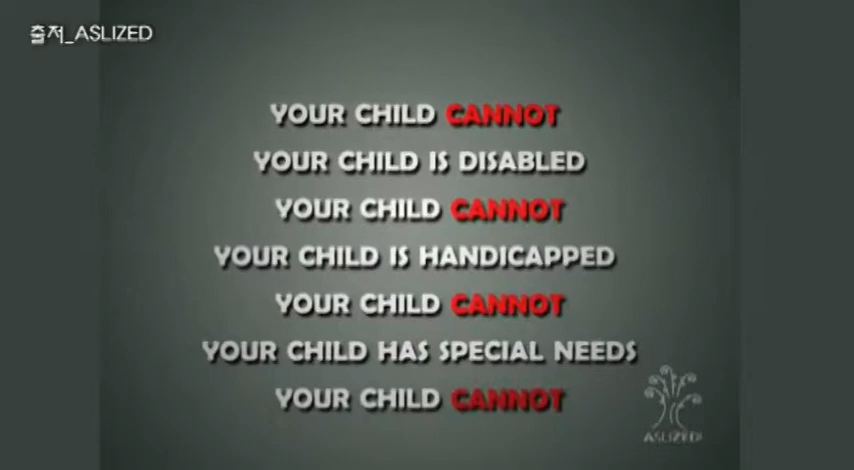 출저_ASLIZED
YOUR CHILD CANNOT
YOUR CHILD IS DISABLED
YOUR CHILD CANNOT
YOUR CHILD IS HANDICAPPED
YOUR CHILD CANNOT
YOUR CHILD HAS SPECIAL NEEDS
YOUR CHILD CANNOT
ASLIZED!